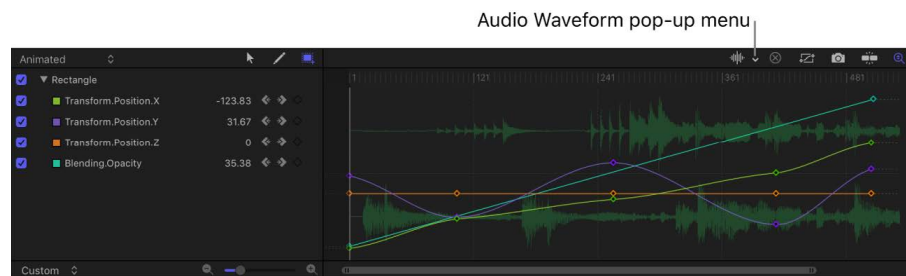 Audio Waveform pop-up menu
Animated
1 121 241 361 481
Rectangle
Transform.Position.X -123.83
Transform.Position.Y 31.67
Transform.Position.Z 0
Blending.Opacity 35.38
Custom